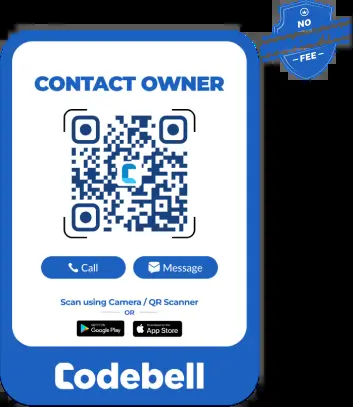 NO
FEE
CONTACT OWNER
Call
Message
Scan using Camera / QR Scanner
OR
Google Play
App Store
Codebell